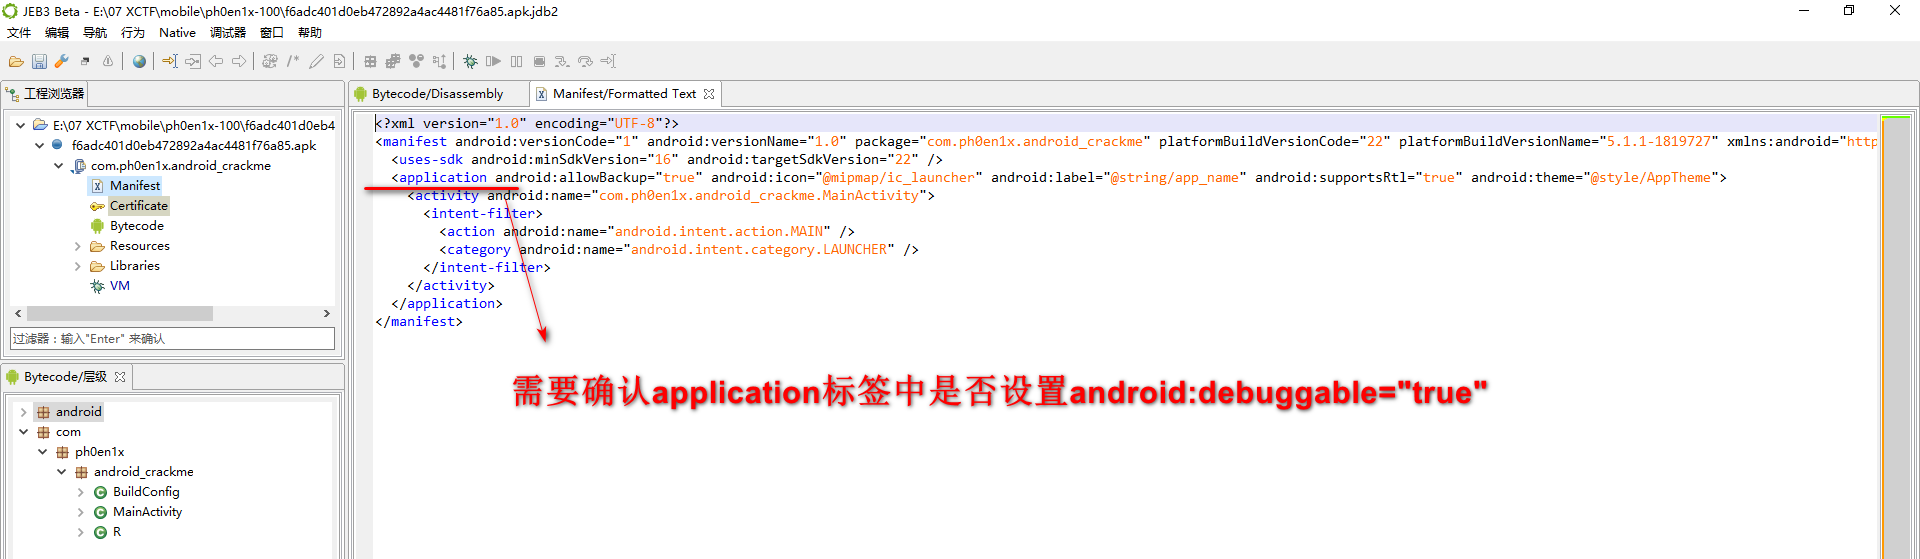 JEB3 Beta - E:\07 XCTF\mobile\ph0en1x-100\f6adc401d0eb472892a4ac4481f76a85.apk.jdb2
文件 编辑 导航 行为 Native 调试器 窗口 帮助
工程浏览器
E:\07 XCTF\mobile\ph0en1x-100\f6adc401d0eb4
f6adc401d0eb472892a4ac4481f76a85.apk
com.ph0en1x.android_crackme
Manifest
Certificate
Bytecode
Resources
Libraries
VM
过滤器：输入"Enter" 来确认
Bytecode/层级
android
com
ph0en1x
android_crackme
BuildConfig
MainActivity
R
Bytecode/Disassembly Manifest/Formatted Text
<?xml version="1.0" encoding="UTF-8"?>
<manifest android:versionCode="1" android:versionName="1.0" package="com.ph0en1x.android_crackme" platformBuildVersionCode="22" platformBuildVersionName="5.1.1-1819727" xmlns:android="http
<uses-sdk android:minSdkVersion="16" android:targetSdkVersion="22" />
<application android:allowBackup="true" android:icon="@mipmap/ic_launcher" android:label="@string/app_name" android:supportsRtl="true" android:theme="@style/AppTheme">
<activity android:name="com.ph0en1x.android_crackme.MainActivity">
<intent-filter>
<action android:name="android.intent.action.MAIN" />
<category android:name="android.intent.category.LAUNCHER" />
</intent-filter>
</activity>
</application>
</manifest>
需要确认application标签中是否设置android:debuggable="true"